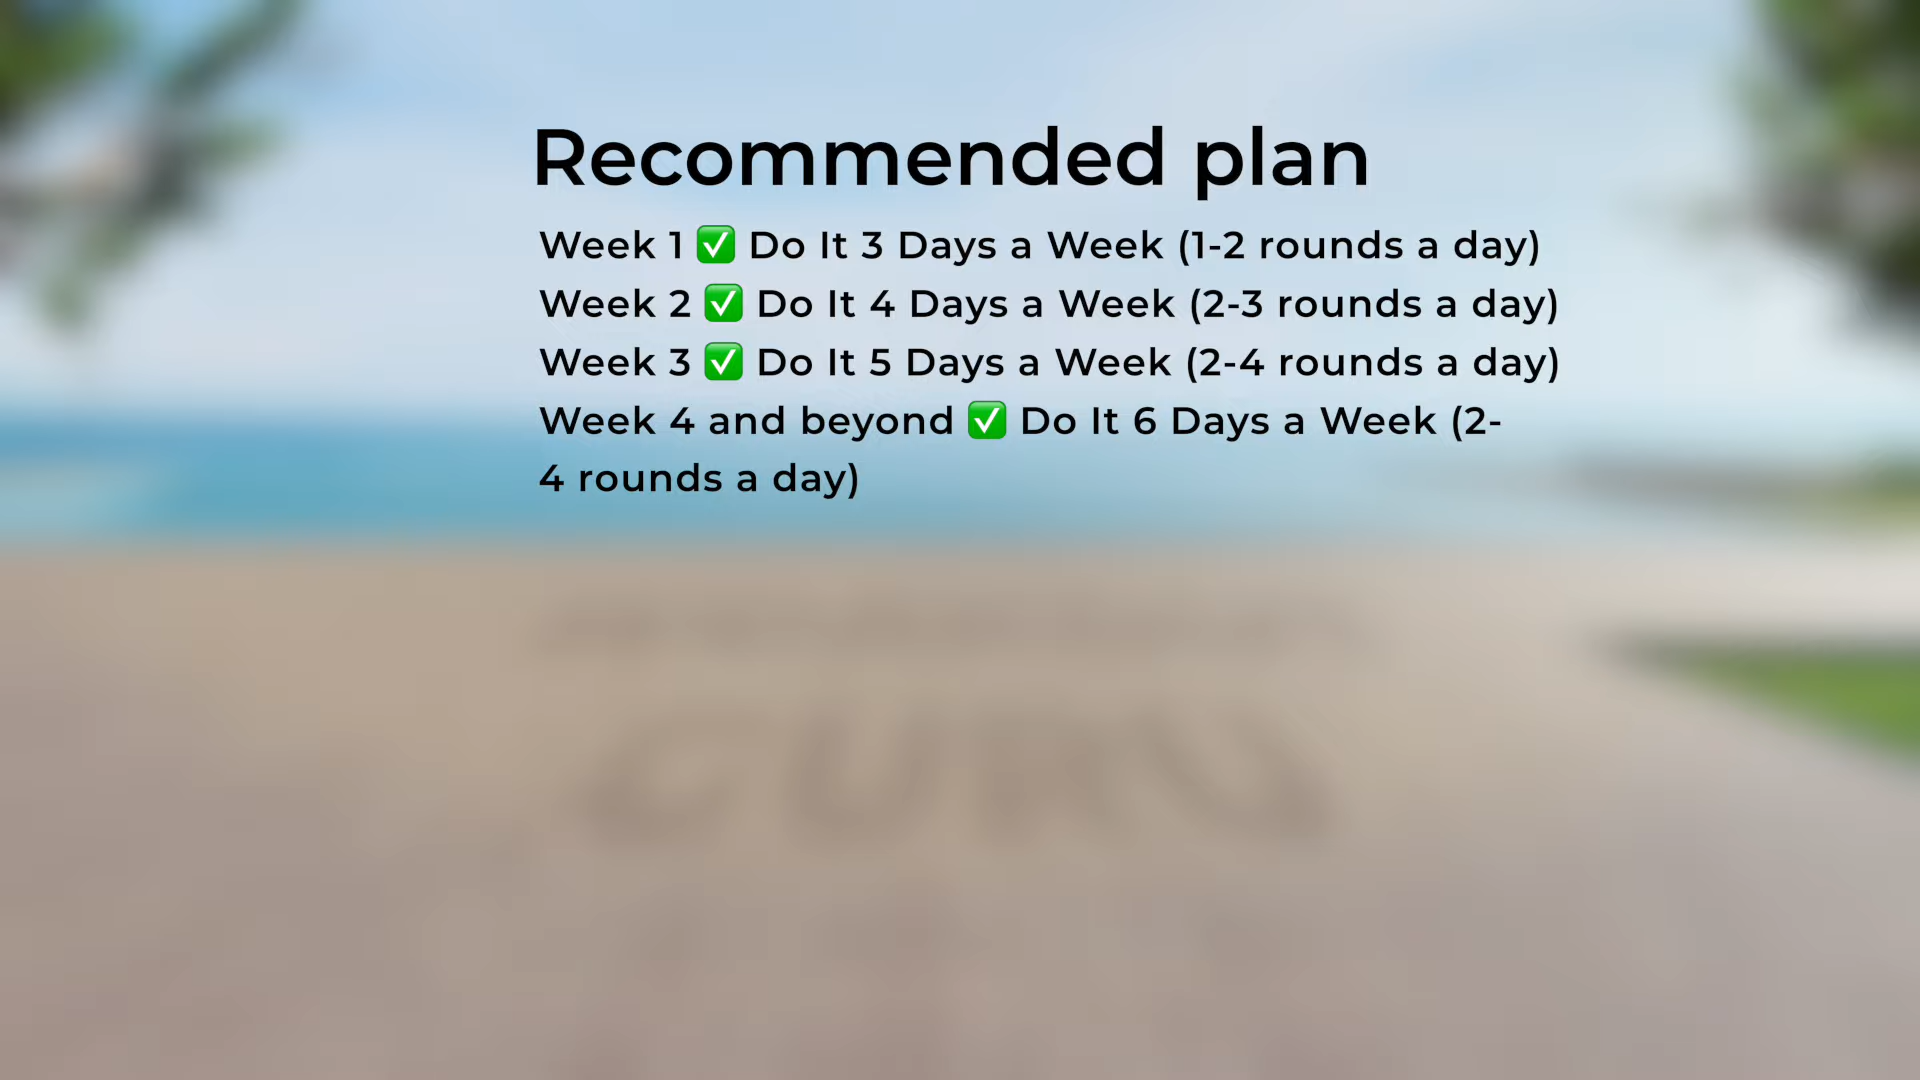 Recommended plan
Week 1 ✅ Do It 3 Days a Week (1-2 rounds a day)
Week 2 ✅ Do It 4 Days a Week (2-3 rounds a day)
Week 3 ✅ Do It 5 Days a Week (2-4 rounds a day)
Week 4 and beyond ✅ Do It 6 Days a Week (2-
4 rounds a day)